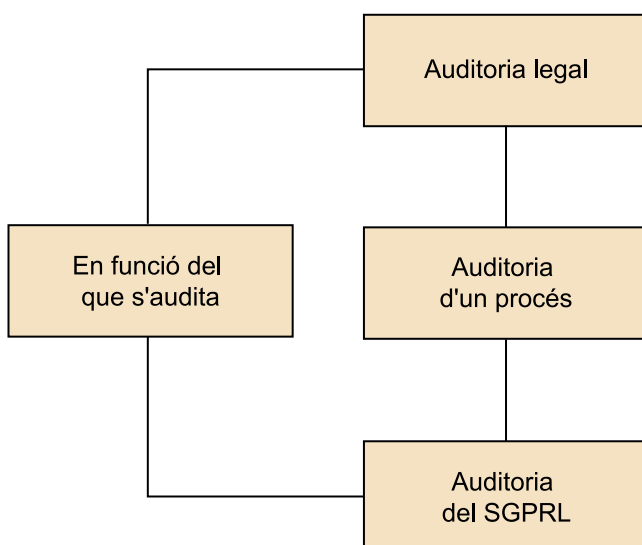 Auditoria legal
En funció del
que s'audita
Auditoria
d'un procés
Auditoria
del SGPRL